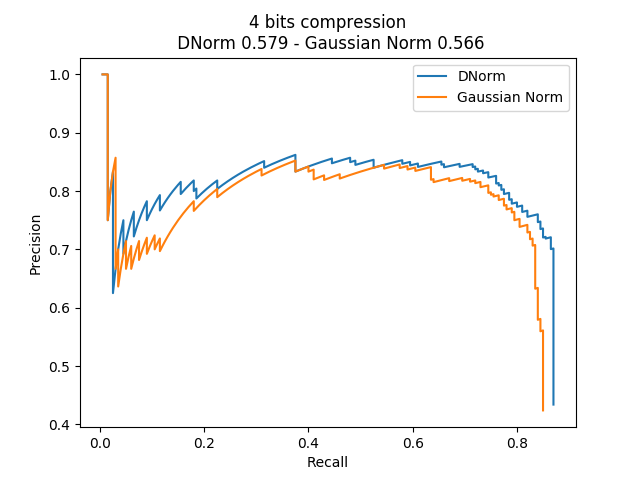 4 bits compression
DNorm 0.579 - Gaussian Norm 0.566
DNorm
Gaussian Norm
1.0
0.9
0.8
0.7
0.6
0.5
0.4
Precision
0.0 0.2 0.4 0.6 0.8
Recall